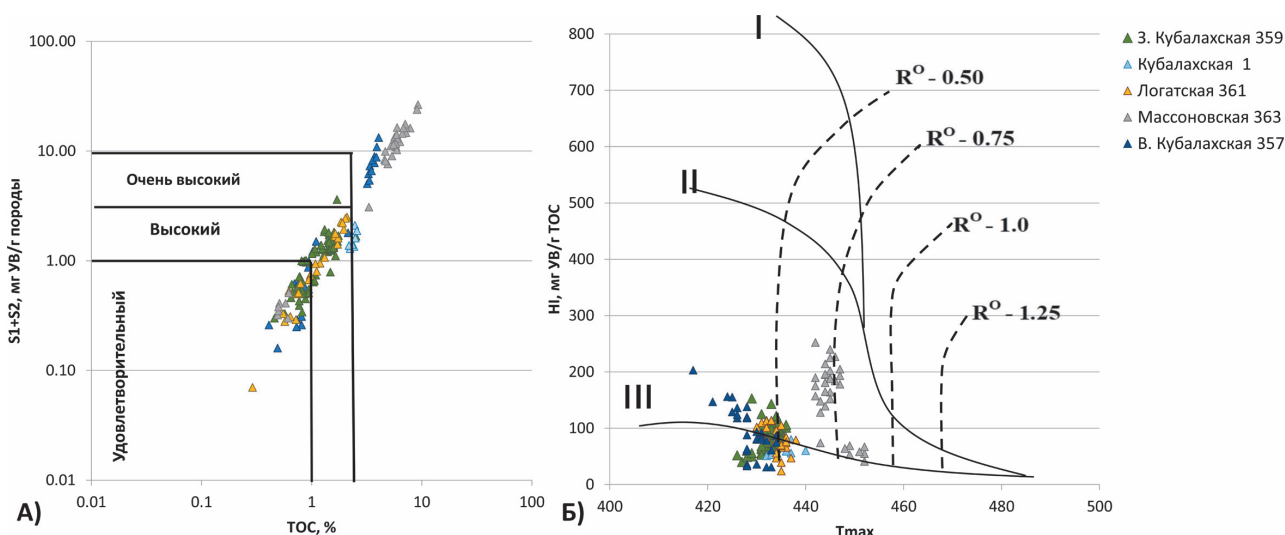 100.00
10.00
1.00
0.10
0.01
S1+S2, мг УВ/г породы
Очень высокий
Высокий
Удовлетворительный
0.01
0.1
1
10
100
TOC, %
А)
800
700
600
500
400
300
200
100
0
HI, мг УВ/г TOC
I
II
III
R^O - 0.50
R^O - 0.75
R^O - 1.0
R^O - 1.25
400
420
440
460
480
500
Tmax
Б)
З. Кубалахская 359
Кубалахская 1
Логатская 361
Массоновская 363
В. Кубалахская 357